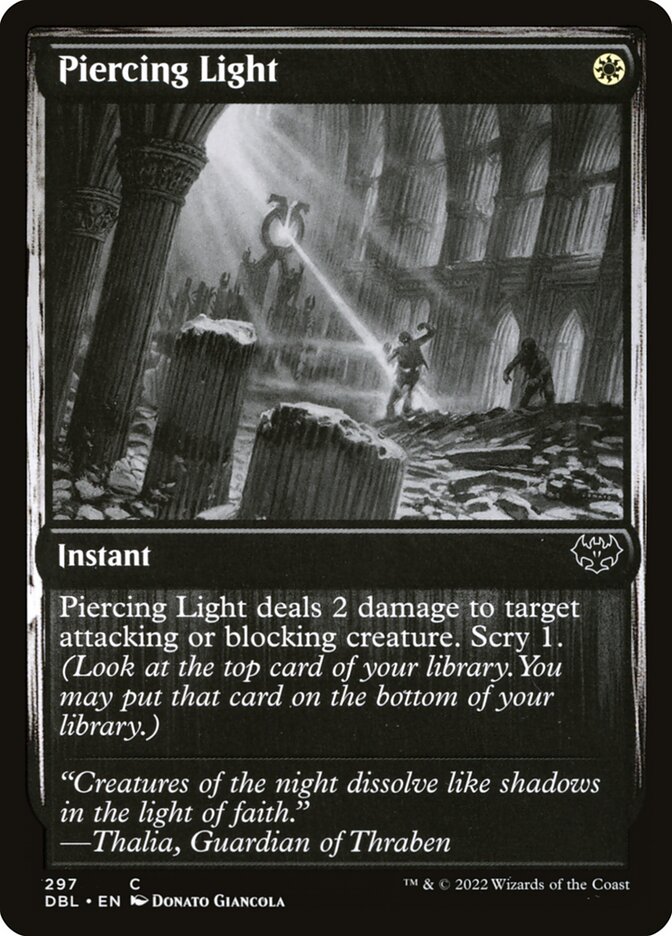 Piercing Light
Instant
Piercing Light deals 2 damage to target
attacking or blocking creature. Scry 1.
(Look at the top card of your library. You
may put that card on the bottom of your
library.)
“Creatures of the night dissolve like shadows
in the light of faith.”
—Thalia, Guardian of Thraben
297 C
DBL • EN Donato Giancola
™ & © 2022 Wizards of the Coast